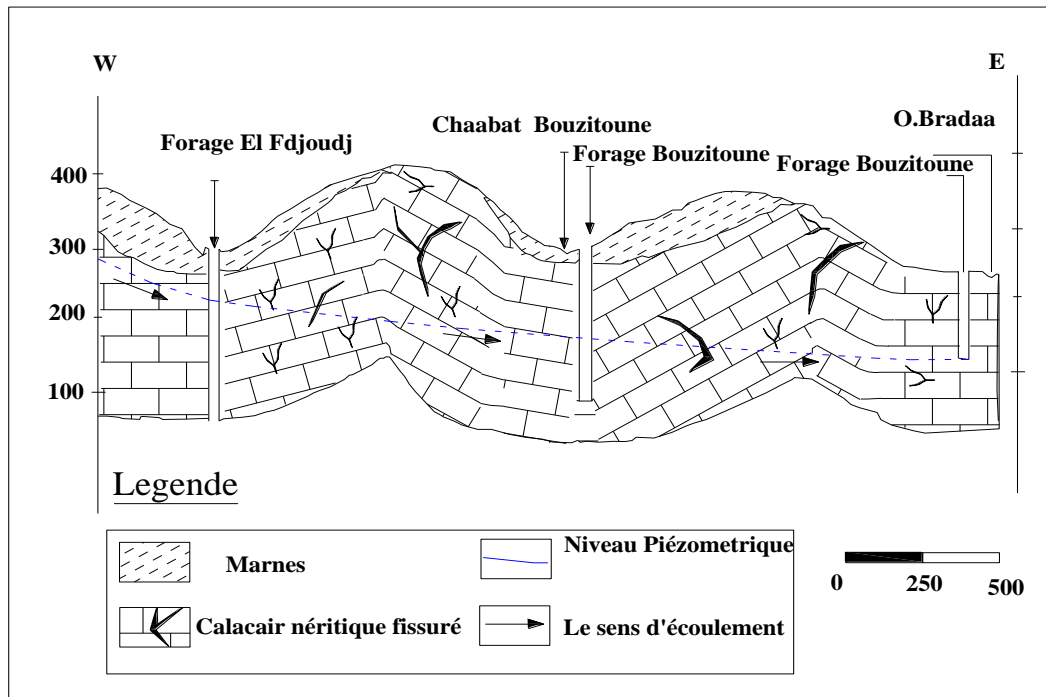 W
E
Chaabat Bouzitoune
O.Bradaa
Forage El Fdjoudj
Forage Bouzitoune
Forage Bouzitoune
400
300
200
100
Legende
Marnes
Niveau Piézometrique
Calacair néritique fissuré
Le sens d'écoulement
0
250
500